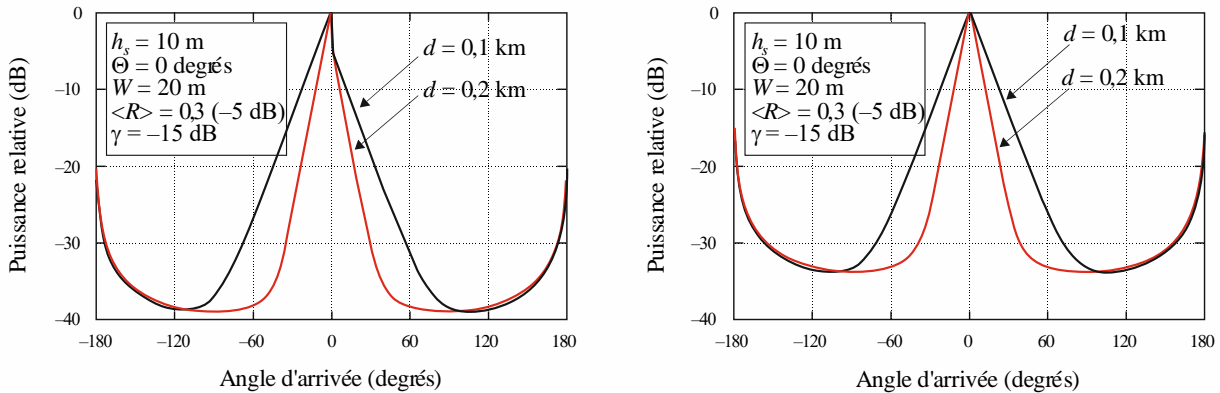 Puissance relative (dB)
0
–10
–20
–30
–40
h_s = 10 m
Θ = 0 degrés
W = 20 m
<R> = 0,3 (–5 dB)
γ = –15 dB
d = 0,1 km
d = 0,2 km
–180 –120 –60 0 60 120 180
Angle d'arrivée (degrés)
Puissance relative (dB)
0
–10
–20
–30
–40
h_s = 10 m
Θ = 0 degrés
W = 20 m
<R> = 0,3 (–5 dB)
γ = –15 dB
d = 0,1 km
d = 0,2 km
–180 –120 –60 0 60 120 180
Angle d'arrivée (degrés)